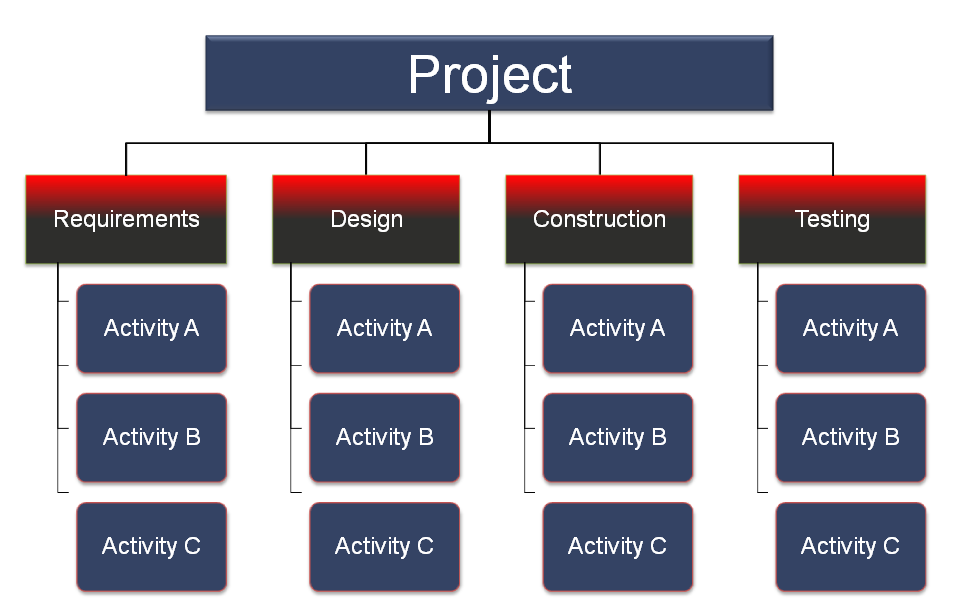 Project
Requirements
Design
Construction
Testing
Activity A
Activity A
Activity A
Activity A
Activity B
Activity B
Activity B
Activity B
Activity C
Activity C
Activity C
Activity C